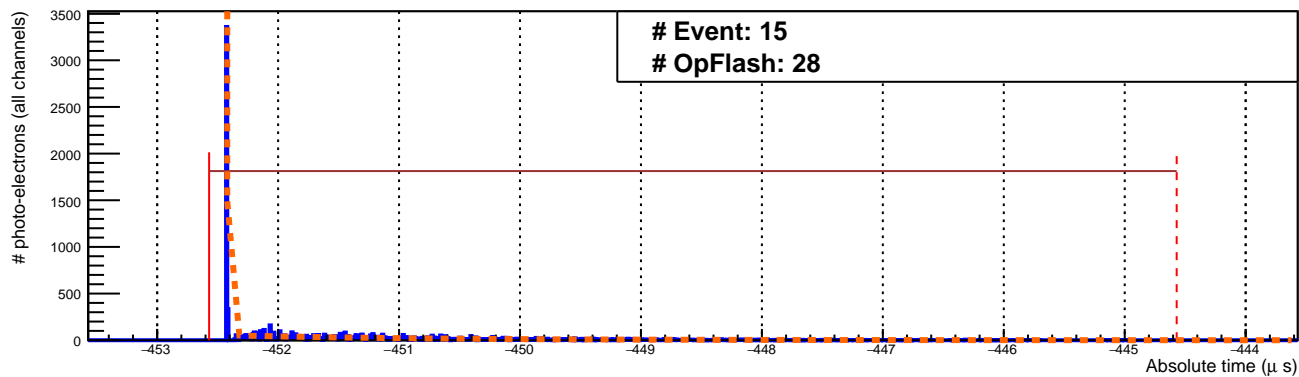 # Event: 15
# OpFlash: 28
# photo-electrons (all channels)
3500
3000
2500
2000
1500
1000
500
0
−453 −452 −451 −450 −449 −448 −447 −446 −445 −444
Absolute time (μ s)